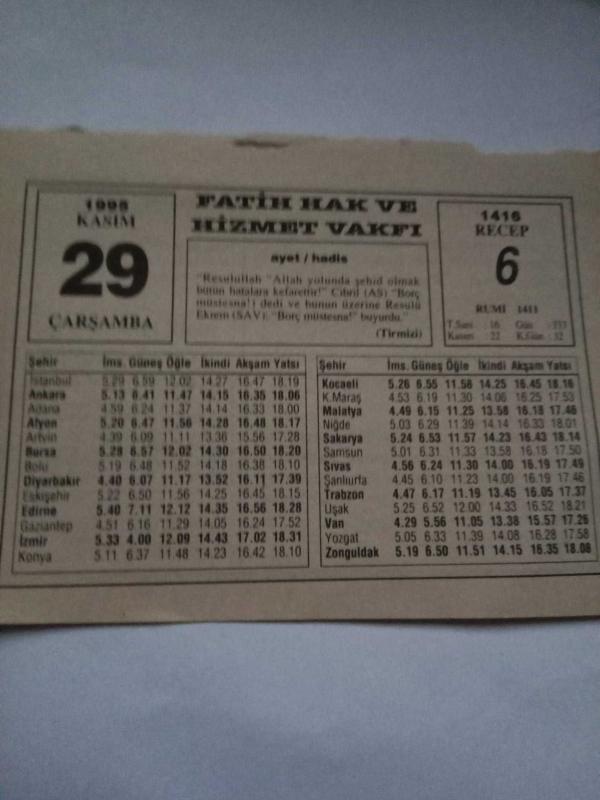 1995
KASIM
29
ÇARŞAMBA
FATİH HAK VE
HİZMET VAKFI
ayet / hadis
"Resulullah "Allah yolunda şehid olmak
bütün hatalara kefarettir!" Cibril (AS) "Borç
müstesna!) dedi ve bunun üzerine Resulü
Ekrem (SAV): "Borç müstesna!" buyurdu."
(Tirmizi)
1416
RECEP
6
RUMİ 1411
T.Sani : 16 Gün : 333
Kasım : 22 K.Gün : 32
Şehir İms. Güneş Öğle İkindi Akşam Yatsı
İstanbul 5.29 6.59 12.02 14.27 16.47 18.19
Ankara 5.13 6.41 11.47 14.15 16.35 18.06
Adana 4.59 6.24 11.37 14.14 16.33 18.00
Afyon 5.20 6.47 11.56 14.28 16.48 18.17
Artvin 4.39 6.09 11.11 13.36 15.56 17.28
Bursa 5.28 6.57 12.02 14.30 16.50 18.20
Bolu 5.19 6.48 11.52 14.18 16.38 18.10
Diyarbakır 4.40 6.07 11.17 13.52 16.11 17.39
Eskişehir 5.22 6.50 11.56 14.25 16.45 18.15
Edirne 5.40 7.11 12.12 14.35 16.56 18.28
Gaziantep 4.51 6.16 11.29 14.05 16.24 17.52
İzmir 5.33 4.00 12.09 14.43 17.02 18.31
Konya 5.11 6.37 11.48 14.23 16.42 18.10
Şehir İms. Güneş Öğle İkindi Akşam Yatsı
Kocaeli 5.26 6.55 11.58 14.25 16.45 18.16
K.Maraş 4.53 6.19 11.30 14.06 16.25 17.53
Malatya 4.49 6.15 11.25 13.58 16.18 17.46
Niğde 5.03 6.29 11.39 14.14 16.33 18.01
Sakarya 5.24 6.53 11.57 14.23 16.43 18.14
Samsun 5.01 6.31 11.33 13.58 16.18 17.50
Sıvas 4.56 6.24 11.30 14.00 16.19 17.49
Şanlıurfa 4.45 6.10 11.23 14.00 16.19 17.46
Trabzon 4.47 6.17 11.19 13.45 16.05 17.37
Uşak 5.25 6.52 12.00 14.33 16.52 18.21
Van 4.29 5.56 11.05 13.38 15.57 17.26
Yozgat 5.05 6.33 11.39 14.08 16.28 17.58
Zonguldak 5.19 6.50 11.51 14.15 16.35 18.08